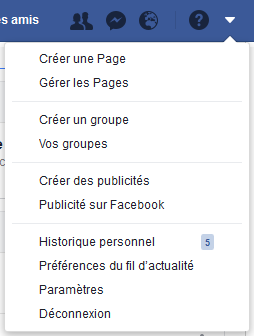 es amis
Créer une Page
Gérer les Pages
Créer un groupe
Vos groupes
Créer des publicités
Publicité sur Facebook
Historique personnel 5
Préférences du fil d'actualité
Paramètres
Déconnexion